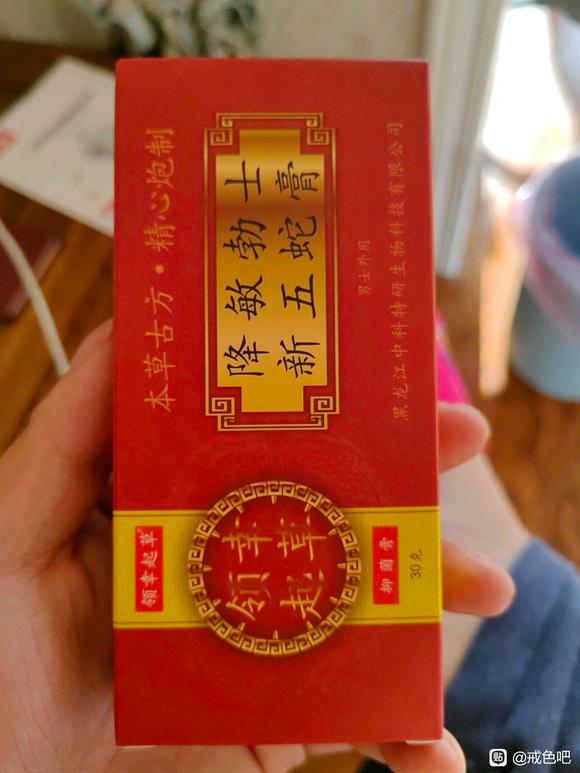 本草古方·精心炮制
降敏勃士
新五蛇膏
男士外用
黑龙江中科特研生物科技有限公司
领幸起草
领幸
起草
抑菌膏
30克
贴 @戒色吧